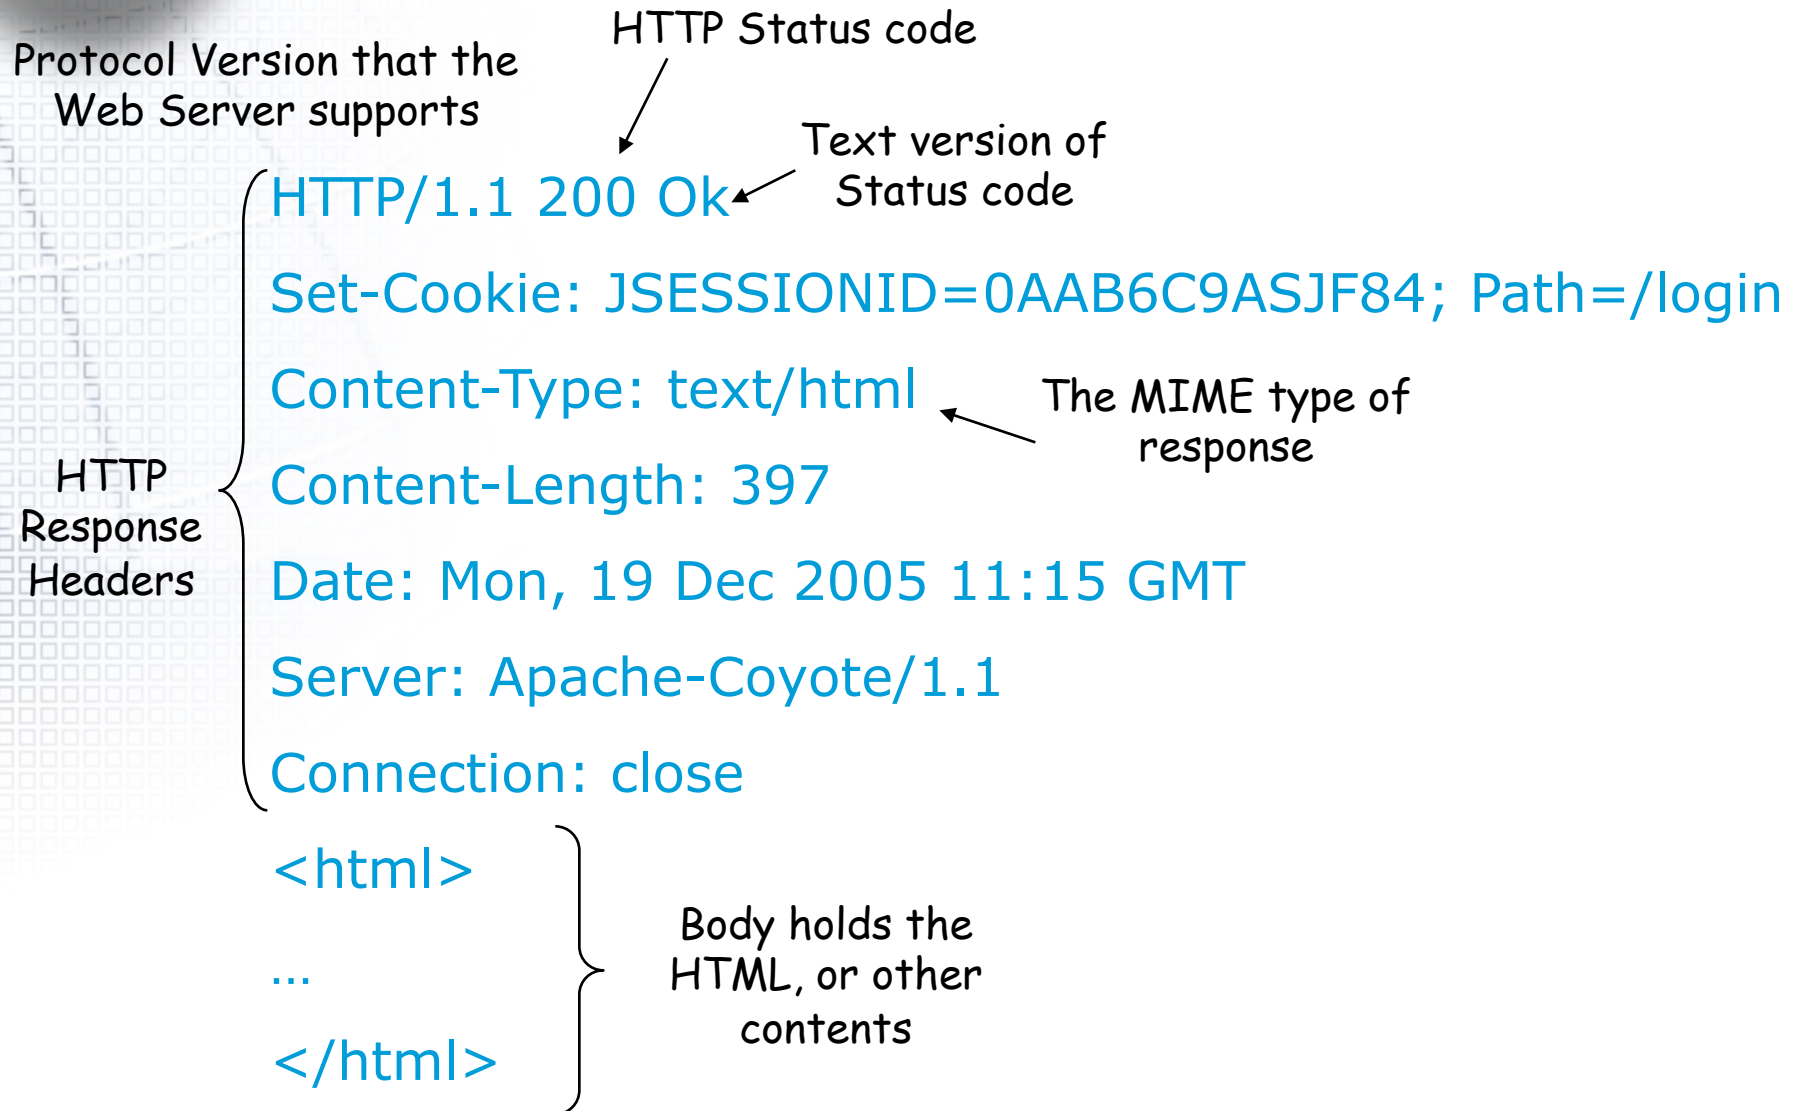 HTTP Status code
Protocol Version that the
Web Server supports
Text version of
Status code
HTTP/1.1 200 Ok
Set-Cookie: JSESSIONID=0AAB6C9ASJF84; Path=/login
Content-Type: text/html
The MIME type of
response
HTTP
Response
Headers
Content-Length: 397
Date: Mon, 19 Dec 2005 11:15 GMT
Server: Apache-Coyote/1.1
Connection: close
<html>
…
</html>
Body holds the
HTML, or other
contents